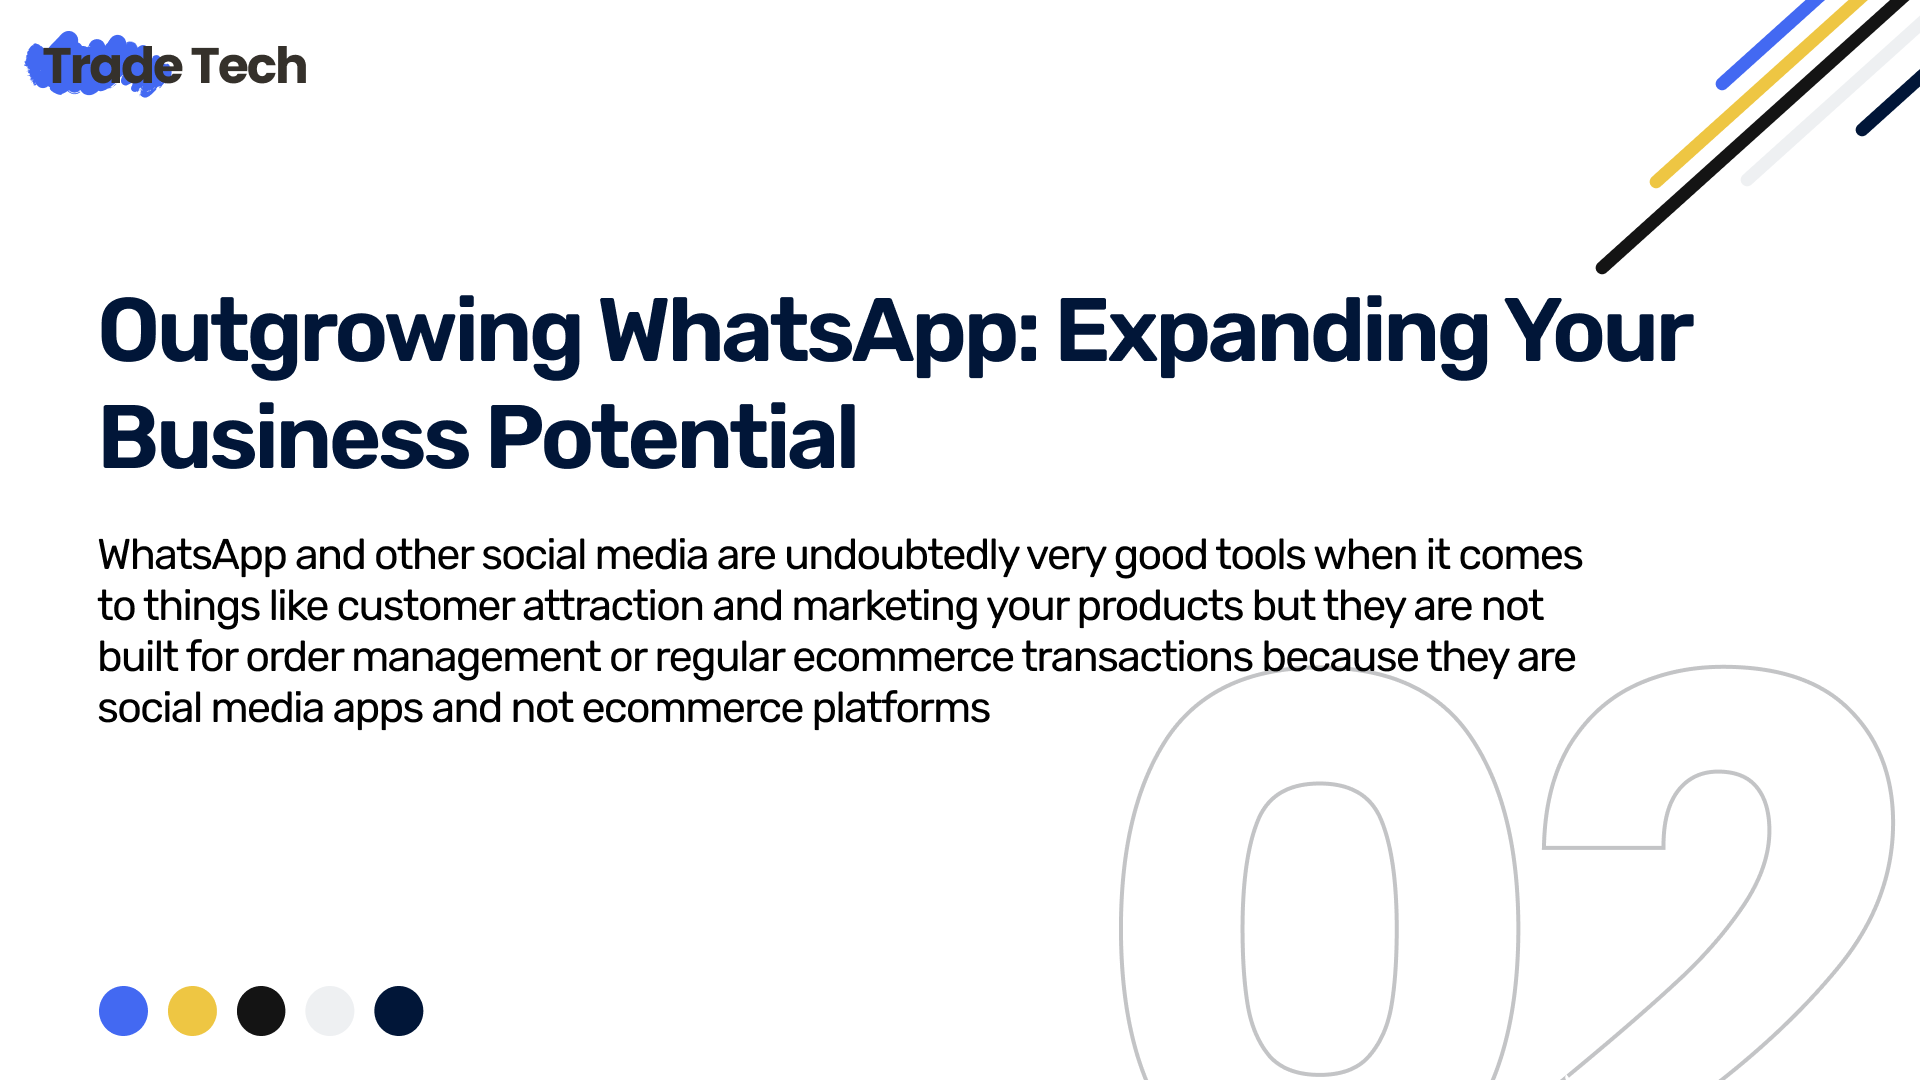 Trade Tech
Outgrowing WhatsApp: Expanding Your
Business Potential
WhatsApp and other social media are undoubtedly very good tools when it comes
to things like customer attraction and marketing your products but they are not
built for order management or regular ecommerce transactions because they are
social media apps and not ecommerce platforms
02